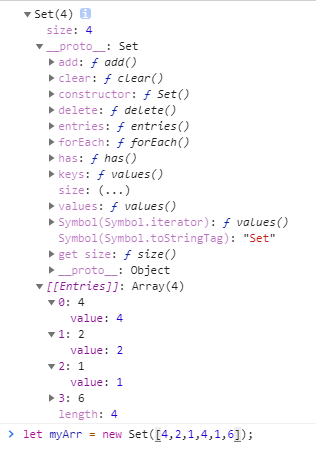 Set(4) i
size: 4
__proto__: Set
add: ƒ add()
clear: ƒ clear()
constructor: ƒ Set()
delete: ƒ delete()
entries: ƒ entries()
forEach: ƒ forEach()
has: ƒ has()
keys: ƒ values()
size: (...)
values: ƒ values()
Symbol(Symbol.iterator): ƒ values()
Symbol(Symbol.toStringTag): "Set"
get size: ƒ size()
__proto__: Object
[[Entries]]: Array(4)
0: 4
value: 4
1: 2
value: 2
2: 1
value: 1
3: 6
length: 4
let myArr = new Set([4,2,1,4,1,6]);